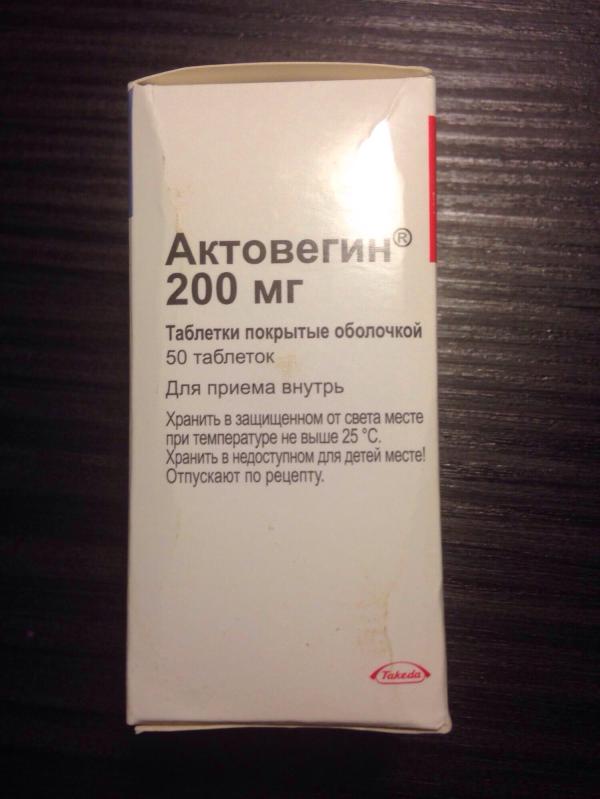 Актовегин®
200 мг
Таблетки покрытые оболочкой
50 таблеток
Для приема внутрь
Хранить в защищенном от света месте
при температуре не выше 25 °C.
Хранить в недоступном для детей месте!
Отпускают по рецепту.
Takeda